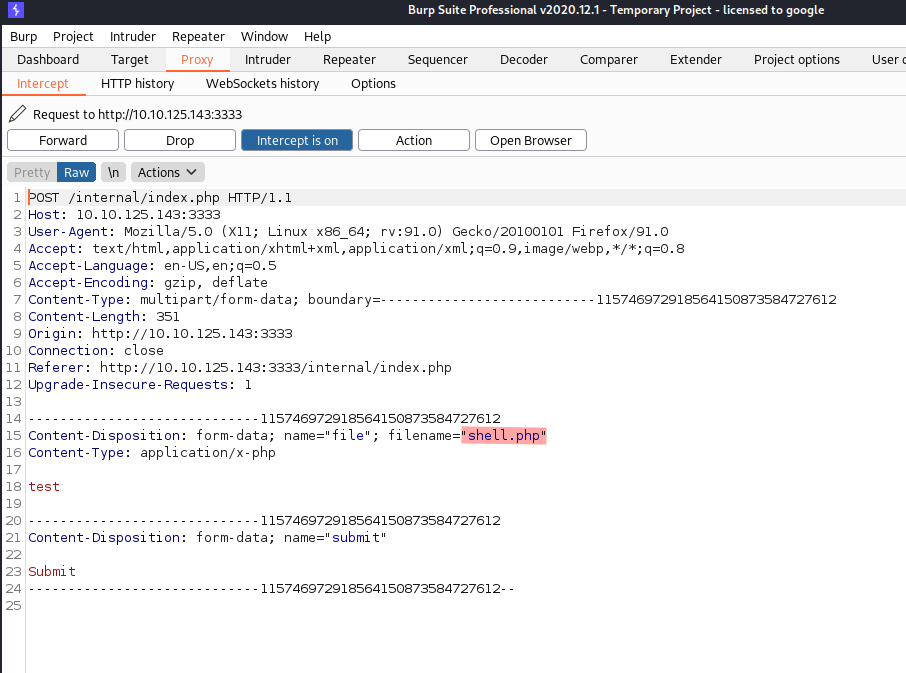 Burp Suite Professional v2020.12.1 - Temporary Project - licensed to google
Burp Project Intruder Repeater Window Help
Dashboard Target Proxy Intruder Repeater Sequencer Decoder Comparer Extender Project options User
Intercept HTTP history WebSockets history Options
Request to http://10.10.125.143:3333
Forward Drop Intercept is on Action Open Browser
Pretty Raw \n Actions
1 POST /internal/index.php HTTP/1.1
2 Host: 10.10.125.143:3333
3 User-Agent: Mozilla/5.0 (X11; Linux x86_64; rv:91.0) Gecko/20100101 Firefox/91.0
4 Accept: text/html,application/xhtml+xml,application/xml;q=0.9,image/webp,*/*;q=0.8
5 Accept-Language: en-US,en;q=0.5
6 Accept-Encoding: gzip, deflate
7 Content-Type: multipart/form-data; boundary=---------------------------115746972918564150873584727612
8 Content-Length: 351
9 Origin: http://10.10.125.143:3333
10 Connection: close
11 Referer: http://10.10.125.143:3333/internal/index.php
12 Upgrade-Insecure-Requests: 1
13
14 -----------------------------115746972918564150873584727612
15 Content-Disposition: form-data; name="file"; filename="shell.php"
16 Content-Type: application/x-php
17
18 test
19
20 -----------------------------115746972918564150873584727612
21 Content-Disposition: form-data; name="submit"
22
23 Submit
24 -----------------------------115746972918564150873584727612--
25